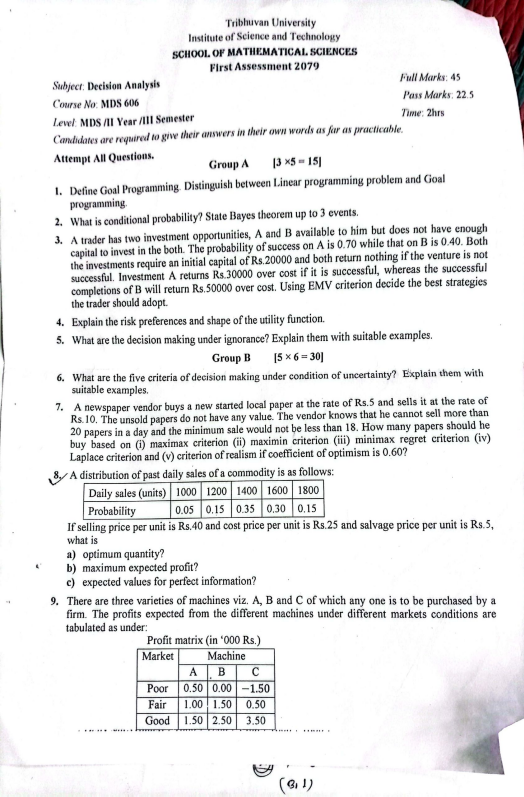 Tribhuvan University
Institute of Science and Technology
SCHOOL OF MATHEMATICAL SCIENCES
First Assessment 2079
Subject: Decision Analysis
Full Marks: 45
Course No: MDS 606
Pass Marks: 22.5
Level: MDS /II Year /III Semester
Time: 2hrs
Candidates are required to give their answers in their own words as far as practicable.
Attempt All Questions.
Group A [3 ×5 = 15]
1. Define Goal Programming. Distinguish between Linear programming problem and Goal
programming.
2. What is conditional probability? State Bayes theorem up to 3 events.
3. A trader has two investment opportunities, A and B available to him but does not have enough
capital to invest in the both. The probability of success on A is 0.70 while that on B is 0.40. Both
the investments require an initial capital of Rs.20000 and both return nothing if the venture is not
successful. Investment A returns Rs.30000 over cost if it is successful, whereas the successful
completions of B will return Rs.50000 over cost. Using EMV criterion decide the best strategies
the trader should adopt.
4. Explain the risk preferences and shape of the utility function.
5. What are the decision making under ignorance? Explain them with suitable examples.
Group B [5 × 6 = 30]
6. What are the five criteria of decision making under condition of uncertainty? Explain them with
suitable examples.
7. A newspaper vendor buys a new started local paper at the rate of Rs.5 and sells it at the rate of
Rs.10. The unsold papers do not have any value. The vendor knows that he cannot sell more than
20 papers in a day and the minimum sale would not be less than 18. How many papers should he
buy based on (i) maximax criterion (ii) maximin criterion (iii) minimax regret criterion (iv)
Laplace criterion and (v) criterion of realism if coefficient of optimism is 0.60?
8. A distribution of past daily sales of a commodity is as follows:
Daily sales (units) 1000 1200 1400 1600 1800
Probability 0.05 0.15 0.35 0.30 0.15
If selling price per unit is Rs.40 and cost price per unit is Rs.25 and salvage price per unit is Rs.5,
what is
a) optimum quantity?
b) maximum expected profit?
c) expected values for perfect information?
9. There are three varieties of machines viz. A, B and C of which any one is to be purchased by a
firm. The profits expected from the different machines under different markets conditions are
tabulated as under:
Profit matrix (in '000 Rs.)
Market Machine
A B C
Poor 0.50 0.00 −1.50
Fair 1.00 1.50 0.50
Good 1.50 2.50 3.50